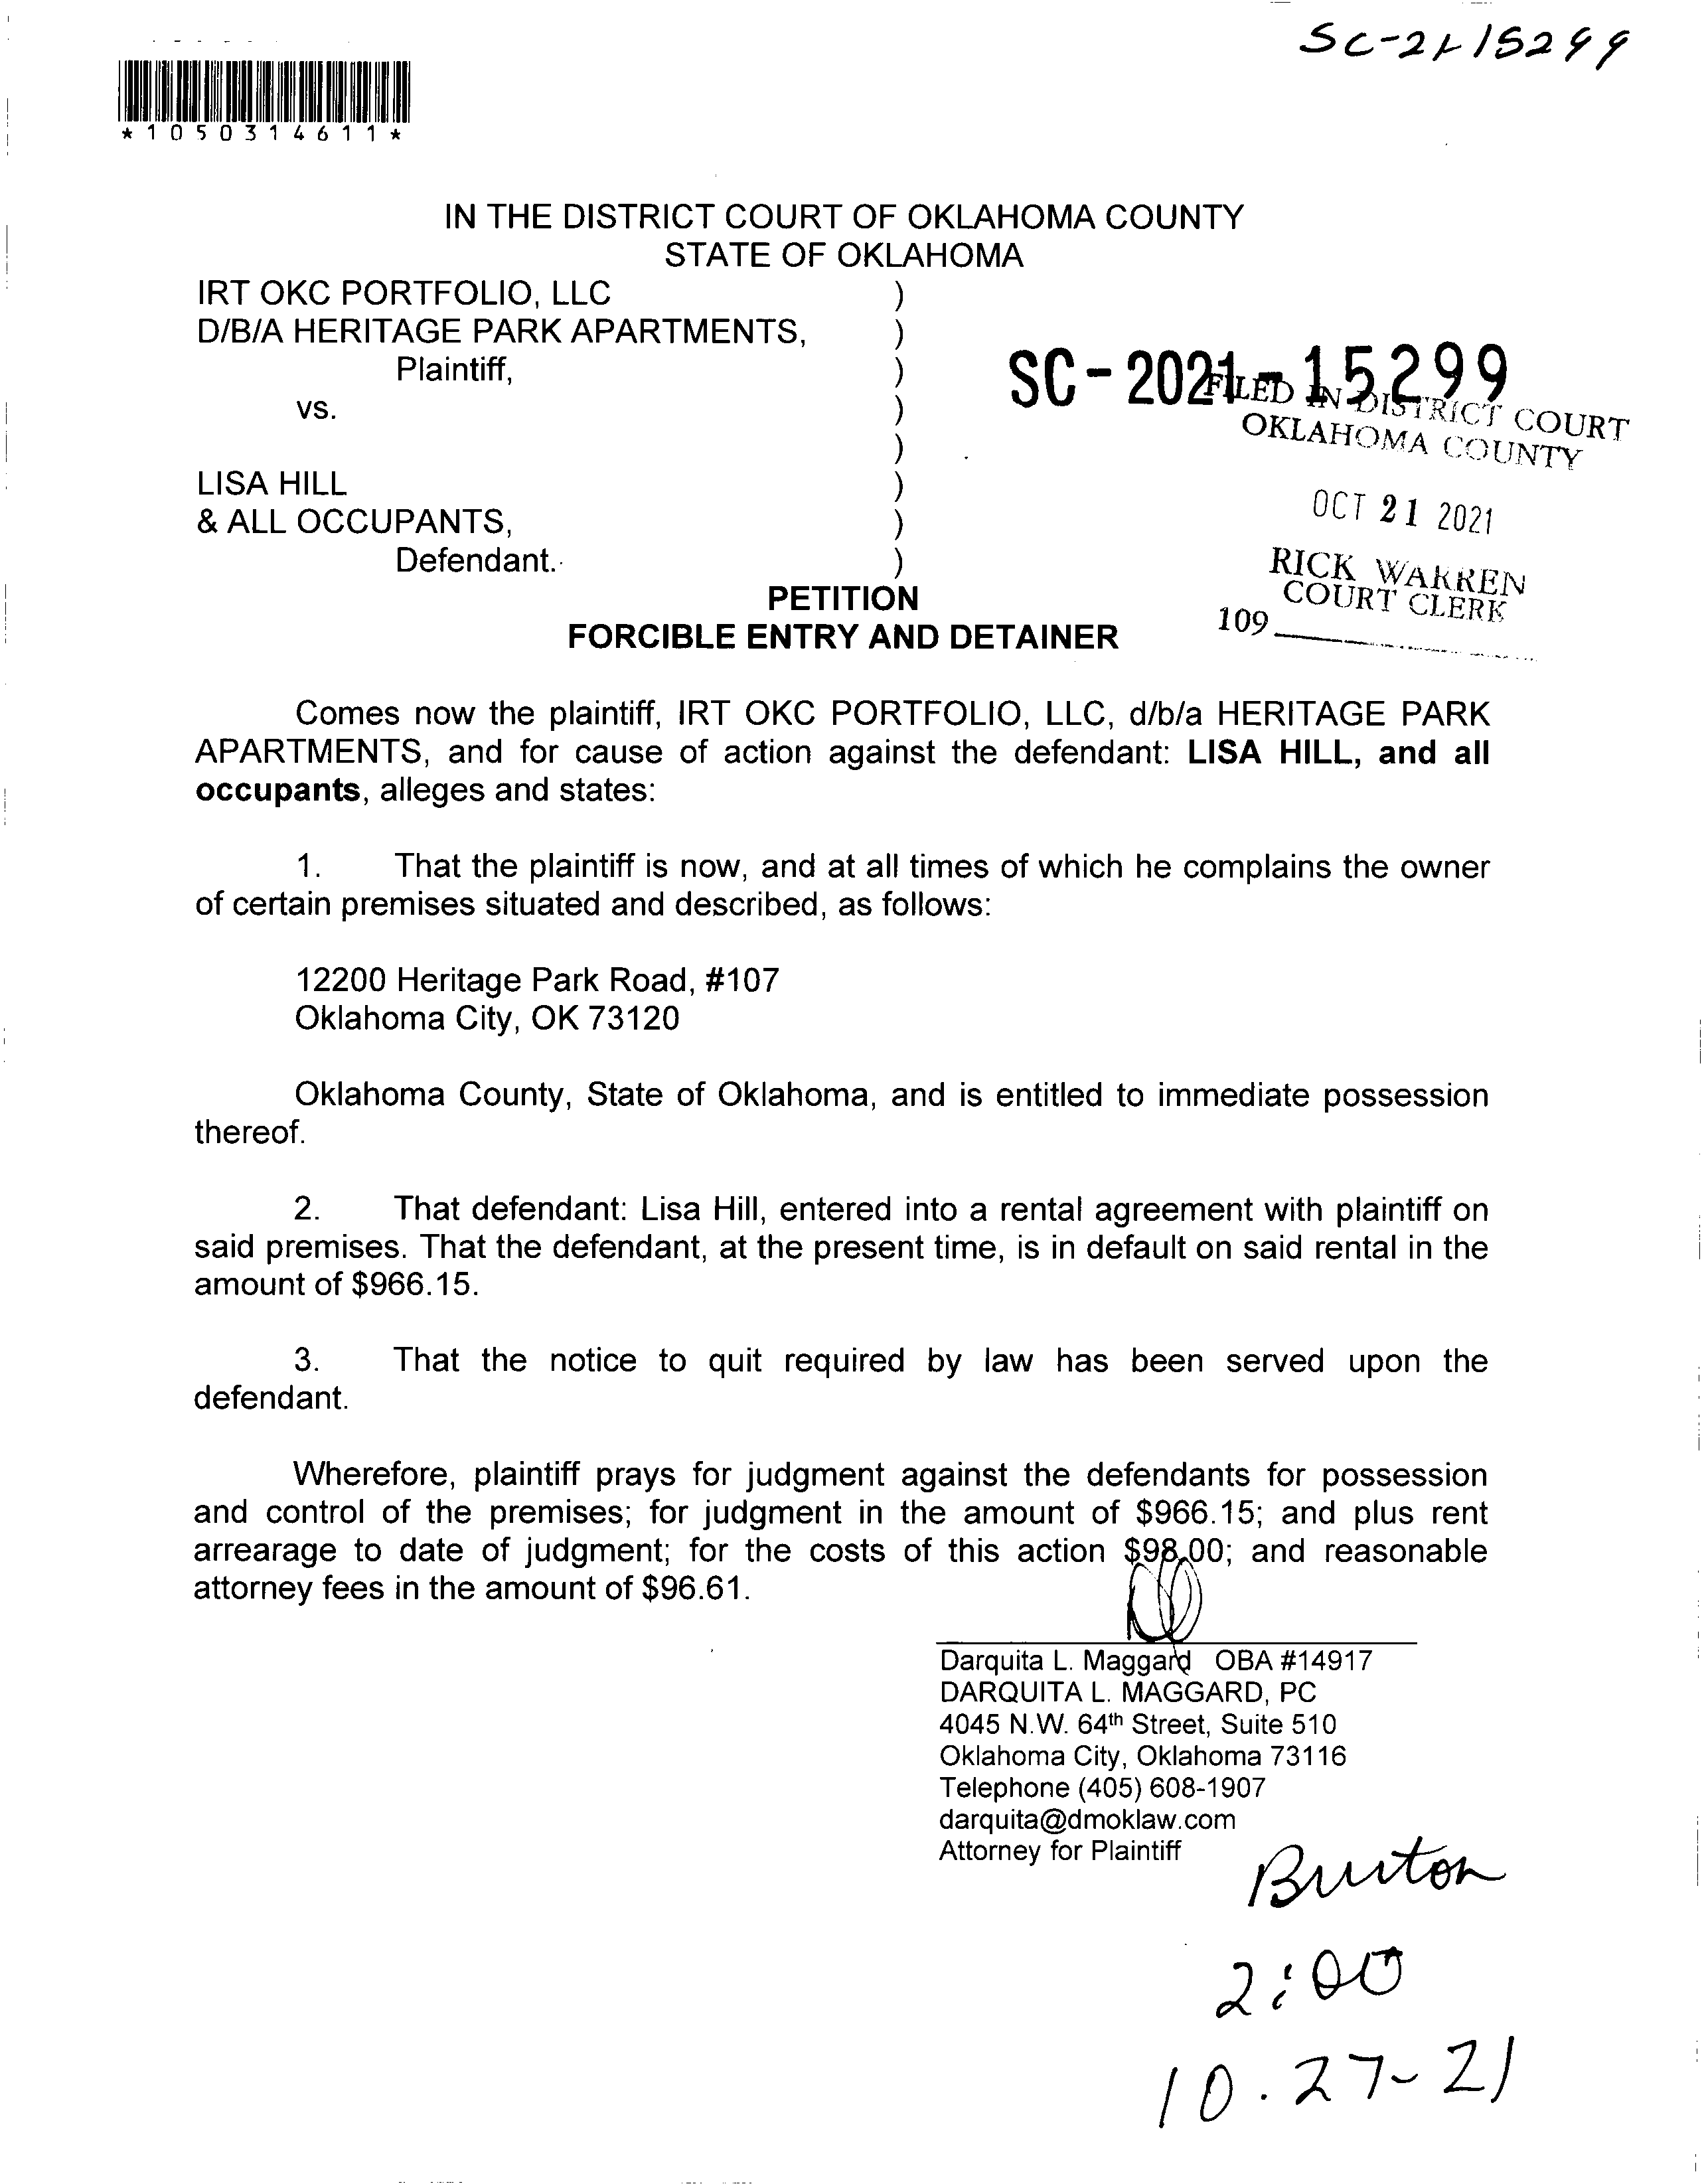 SC-21-15299
*1050314611*
IN THE DISTRICT COURT OF OKLAHOMA COUNTY
STATE OF OKLAHOMA
IRT OKC PORTFOLIO, LLC )
D/B/A HERITAGE PARK APARTMENTS, )
Plaintiff, )
SC-2021-15299
vs. )
)
FILED IN DISTRICT COURT
OKLAHOMA COUNTY
LISA HILL )
& ALL OCCUPANTS, )
OCT 21 2021
Defendant. )
RICK WARREN
COURT CLERK
109
PETITION
FORCIBLE ENTRY AND DETAINER
Comes now the plaintiff, IRT OKC PORTFOLIO, LLC, d/b/a HERITAGE PARK
APARTMENTS, and for cause of action against the defendant: LISA HILL, and all
occupants, alleges and states:
1. That the plaintiff is now, and at all times of which he complains the owner
of certain premises situated and described, as follows:
12200 Heritage Park Road, #107
Oklahoma City, OK 73120
Oklahoma County, State of Oklahoma, and is entitled to immediate possession
thereof.
2. That defendant: Lisa Hill, entered into a rental agreement with plaintiff on
said premises. That the defendant, at the present time, is in default on said rental in the
amount of $966.15.
3. That the notice to quit required by law has been served upon the
defendant.
Wherefore, plaintiff prays for judgment against the defendants for possession
and control of the premises; for judgment in the amount of $966.15; and plus rent
arrearage to date of judgment; for the costs of this action $98.00; and reasonable
attorney fees in the amount of $96.61.
Darquita L. Maggard OBA #14917
DARQUITA L. MAGGARD, PC
4045 N.W. 64th Street, Suite 510
Oklahoma City, Oklahoma 73116
Telephone (405) 608-1907
darquita@dmoklaw.com
Attorney for Plaintiff
Burton
2:00
10.27-21